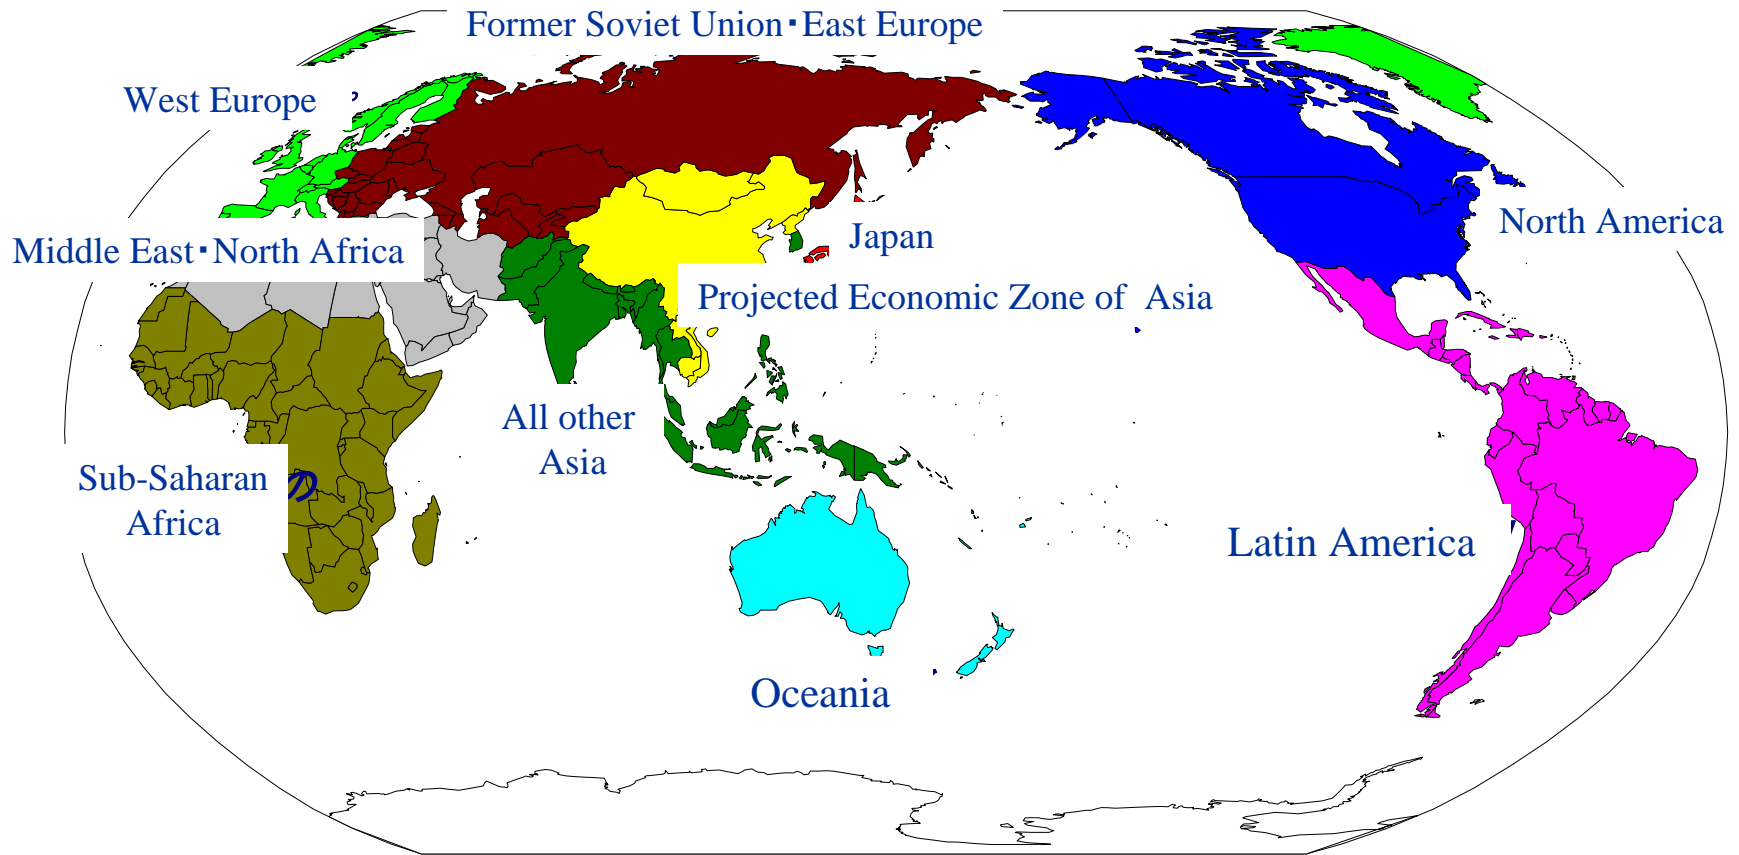 Former Soviet Union･East Europe
West Europe
North America
Japan
Middle East･North Africa
Projected Economic Zone of  Asia
All other
Asia
Sub-Saharan
Africa
の
Latin America
Oceania